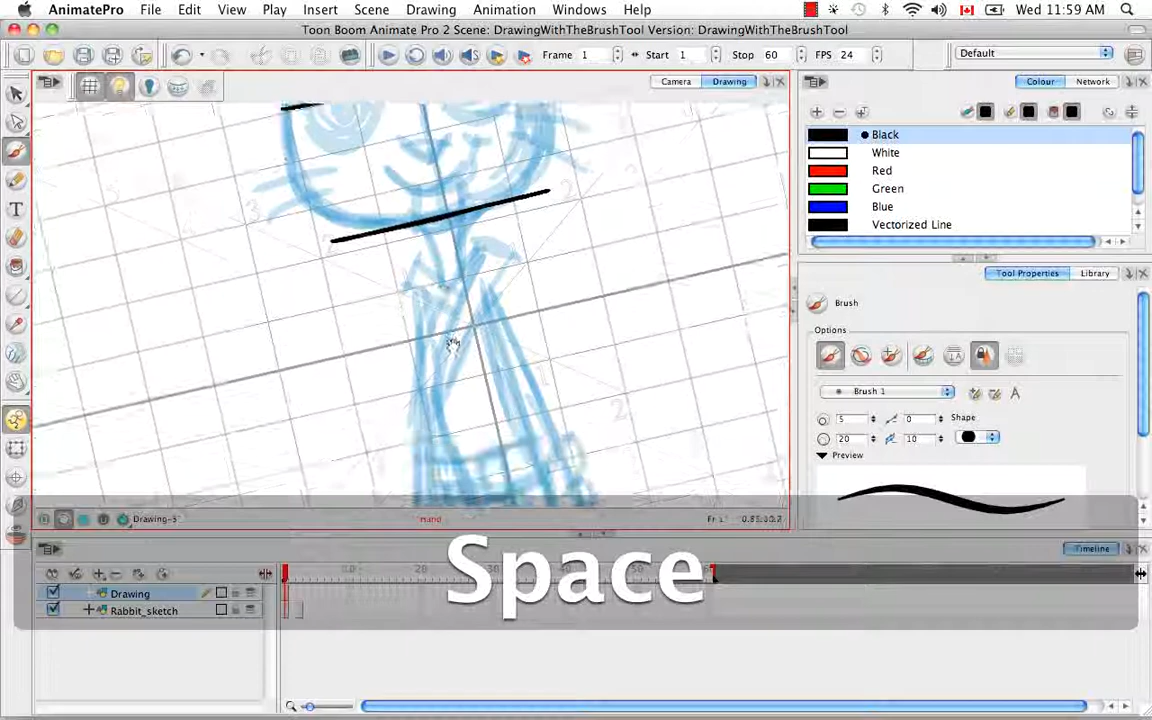 AnimatePro File Edit View Play Insert Scene Drawing Animation Windows Help Wed 11:59 AM
Toon Boom Animate Pro 2 Scene: DrawingWithTheBrushTool Version: DrawingWithTheBrushTool
Frame 1 Start 1 Stop 60 FPS 24 Default
Camera Drawing Colour Network
Black
White
Red
Green
Blue
Vectorized Line
Tool Properties Library
Brush
Options
Brush 1
5 0 Shape
20 10
Preview
Space
Timeline
Drawing
Rabbit_sketch